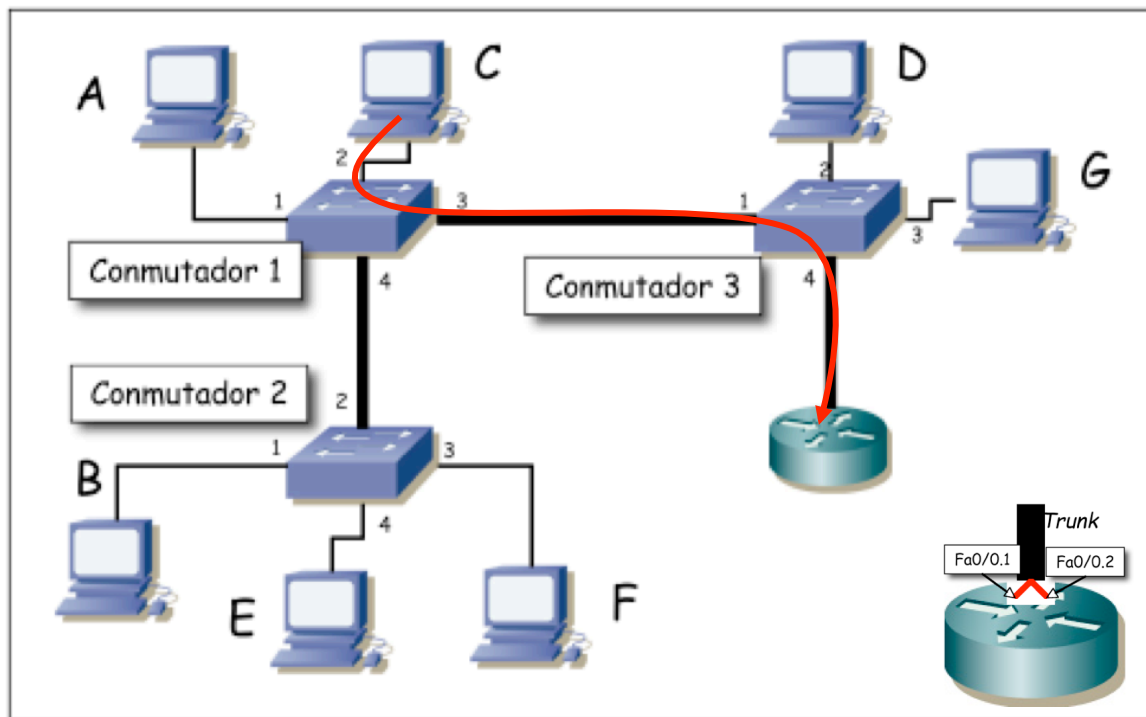 A
C
D
G
2
2
1
3
1
3
Conmutador 1
4
Conmutador 3
4
Conmutador 2
2
1
3
B
4
E
F
Trunk
Fa0/0.1
Fa0/0.2